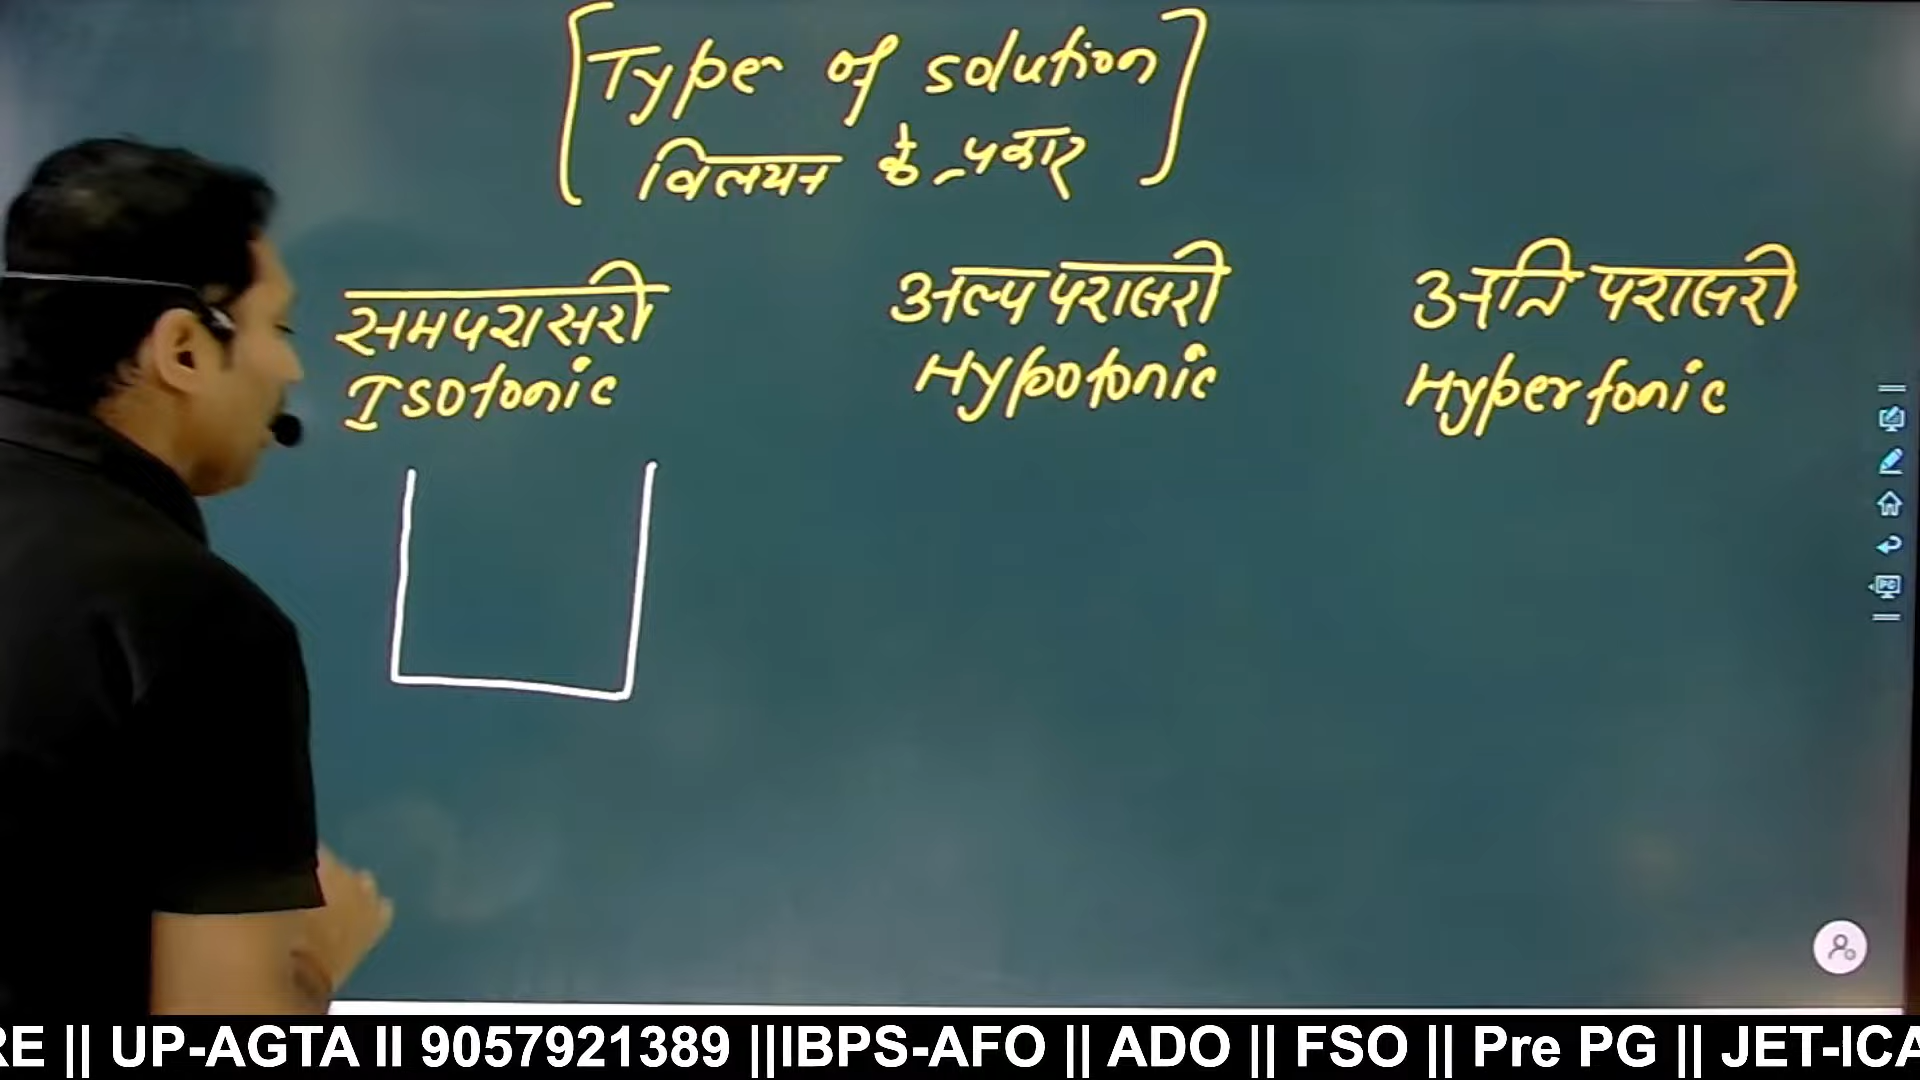 [Types of solution
विलयन के प्रकार]
समपरासरी
Isotonic
अल्प परासरी
Hypotonic
अति परासरी
Hypertonic
RE || UP-AGTA II 9057921389 ||IBPS-AFO || ADO || FSO || Pre PG || JET-ICA